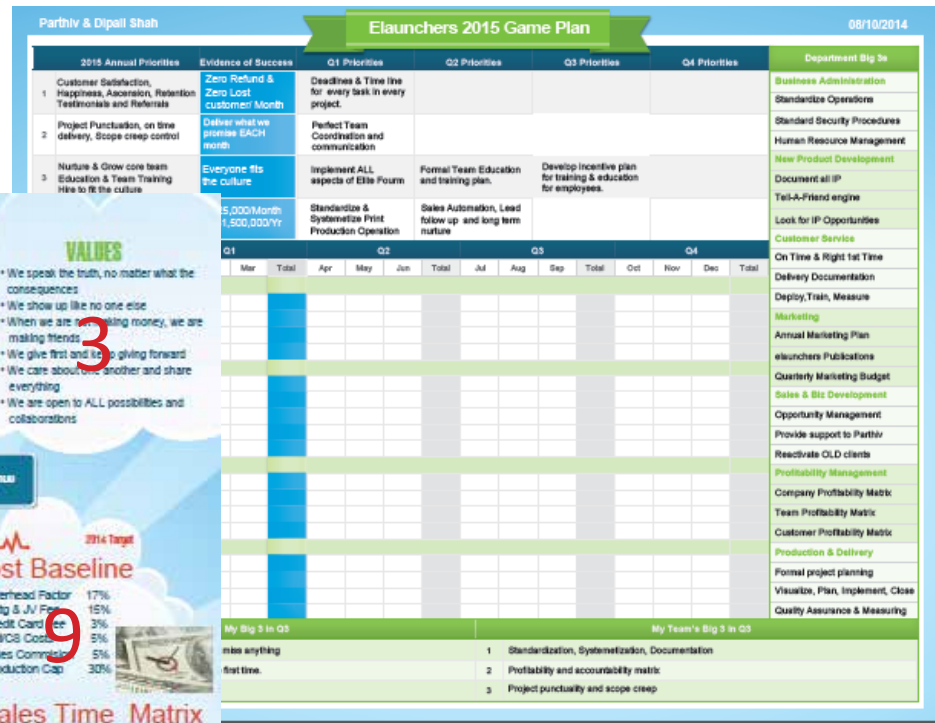 Parthiv & Dipali Shah
Elaunchers 2015 Game Plan
08/10/2014
2015 Annual Priorities
Evidence of Success
Q1 Priorities
Q2 Priorities
Q3 Priorities
Q4 Priorities
1
Customer Satisfaction,
Happiness, Ascension, Retention
Testimonials and Referrals
Zero Refund &
Zero Lost
customer/ Month
Deadlines & Time line
for every task in every
project.
2
Project Punctuation, on time
delivery, Scope creep control
Deliver what we
promise EACH
month
Perfect Team
Coordination and
communication
3
Nurture & Grow core team
Education & Team Training
Hire to fit the culture
Everyone fits
the culture
Implement ALL
aspects of Elite Fourm
Formal Team Education
and training plan.
Develop Incentive plan
for training & education
for employees.
5,000/Month
1,500,000/Yr
Standardize &
Systemetize Print
Production Operation
Sales Automation, Lead
follow up and long term
nurture
Q1
Q2
Q3
Q4
Mar
Total
Apr
May
Jun
Total
Jul
Aug
Sep
Total
Oct
Nov
Dec
Total
Department Big 3s
Business Administration
Standardize Operations
Standard Security Procedures
Human Resource Management
New Product Development
Document all IP
Tell-A-Friend engine
Look for IP Opportunities
Customer Service
On Time & Right 1st Time
Delivery Documentation
Deploy,Train, Measure
Marketing
Annual Marketing Plan
elaunchers Publications
Quarterly Marketing Budget
Sales & Biz Development
Opportunity Management
Provide support to Parthiv
Reactivate OLD clients
Profitability Management
Company Profitability Matrix
Team Profitability Matrix
Customer Profitability Matrix
Production & Delivery
Formal project planning
Visualize, Plan, Implement, Close
Quality Assurance & Measuring
My Big 3 in Q3
miss anything
first time.
My Team's Big 3 in Q3
1 Standardization, Systemetization, Documentation
2 Profitability and accountability matrix
3 Project punctuality and scope creep
VALUES
• We speak the truth, no matter what the
consequences
• We show up like no one else
• When we are not making money, we are
making friends
• We give first and keep giving forward
• We care about one another and share
everything
• We are open to ALL possibilities and
collaborations
3
2014 Target
st Baseline
erhead Factor 17%
tg & JV Fee 15%
edit Card Fee 3%
/CS Costs 5%
es Commision 5%
duction Cap 30%
9
ales Time Matrix